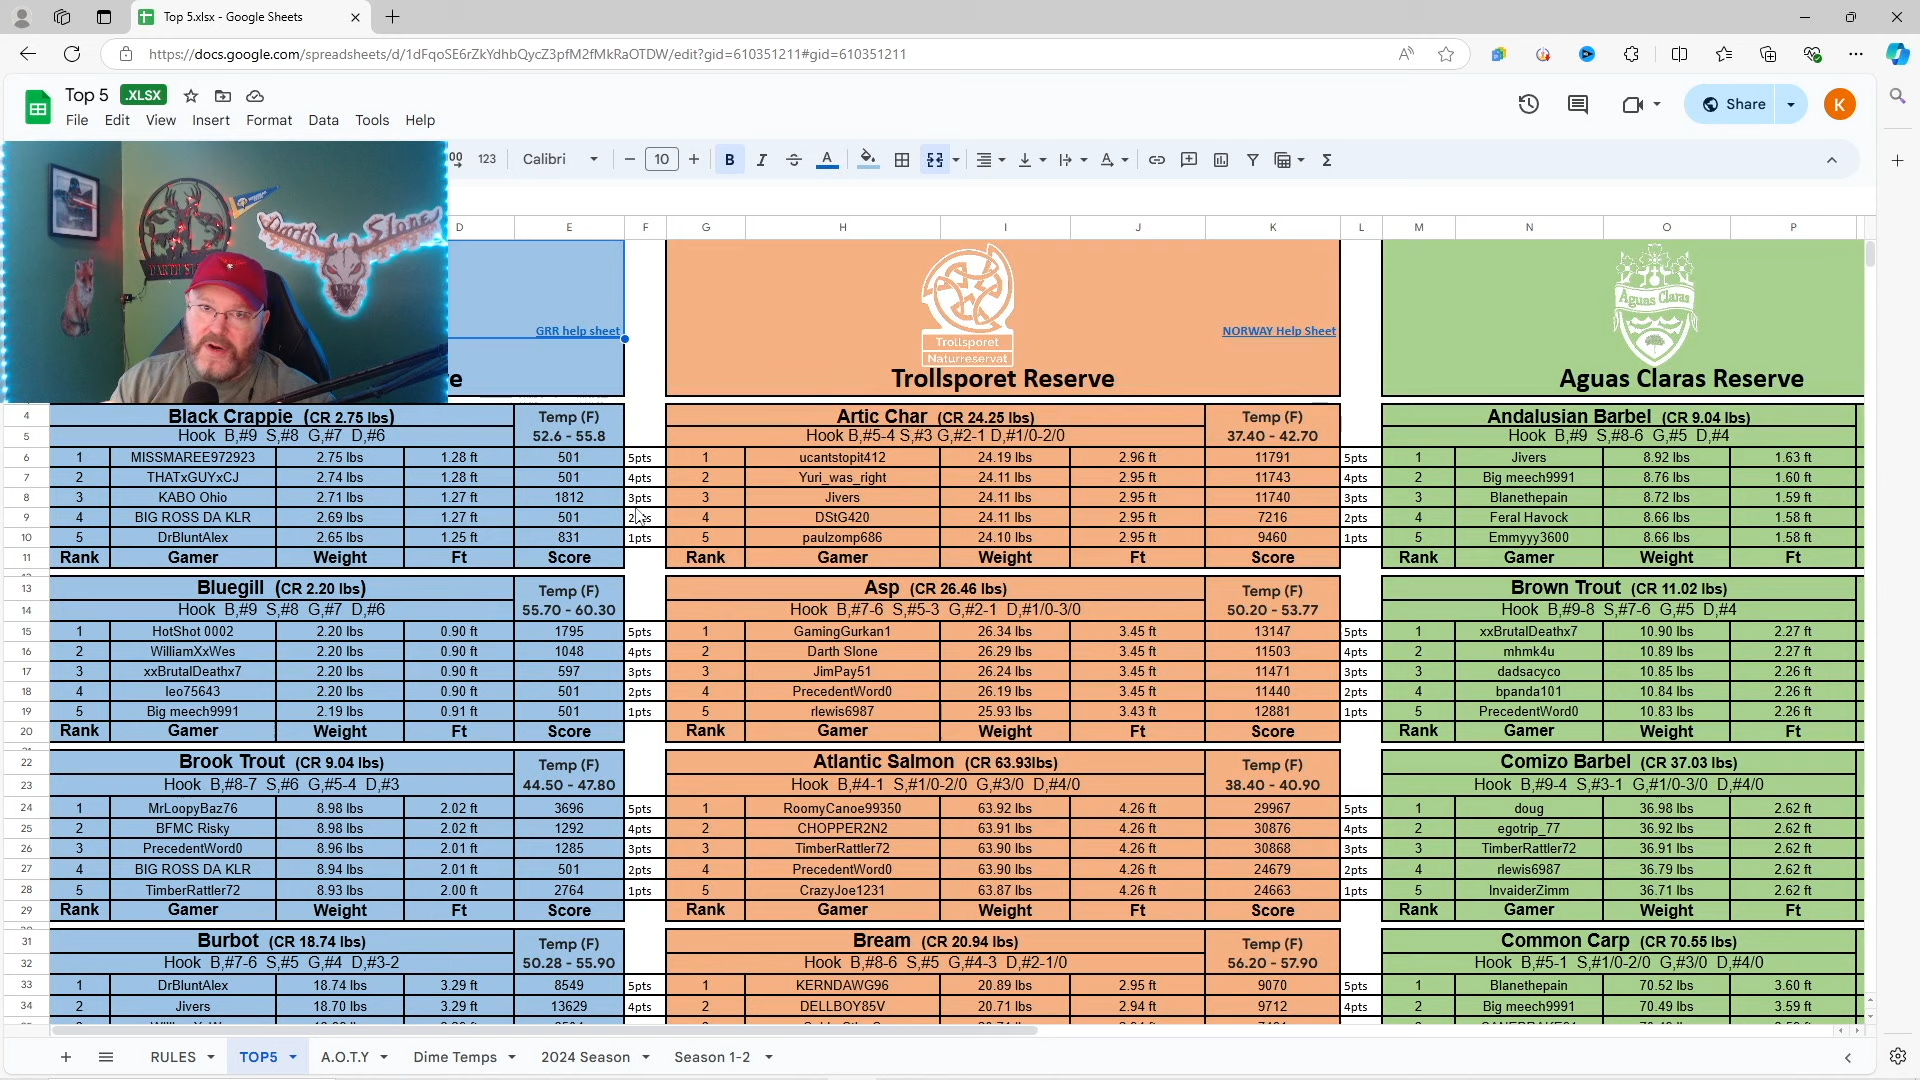 Top 5.xlsx - Google Sheets
https://docs.google.com/spreadsheets/d/1dFqoSE6rZkYdhbQycZ3pfM2fMkRaOTDW/edit?gid=610351211#gid=610351211
Top 5 .XLSX
Share
K
File Edit View Insert Format Data Tools Help
123 Calibri 10 B I A
D E F G H I J K L M N O P
Darth Slone
GRR help sheet
Trollsporet
Naturreservat
NORWAY Help Sheet
Aguas Claras
e
Trollsporet Reserve
Aguas Claras Reserve
4 Black Crappie (CR 2.75 lbs) Temp (F) Artic Char (CR 24.25 lbs) Temp (F) Andalusian Barbel (CR 9.04 lbs)
5 Hook B,#9 S,#8 G,#7 D,#6 52.6 - 55.8 Hook B,#5-4 S,#3 G,#2-1 D,#1/0-2/0 37.40 - 42.70 Hook B,#9 S,#8-6 G,#5 D,#4
6 1 MISSMAREE972923 2.75 lbs 1.28 ft 501 5pts 1 ucantstopit412 24.19 lbs 2.96 ft 11791 5pts 1 Jivers 8.92 lbs 1.63 ft
7 2 THATxGUYxCJ 2.74 lbs 1.28 ft 501 4pts 2 Yuri_was_right 24.11 lbs 2.95 ft 11743 4pts 2 Big meech9991 8.76 lbs 1.60 ft
8 3 KABO Ohio 2.71 lbs 1.27 ft 1812 3pts 3 Jivers 24.11 lbs 2.95 ft 11740 3pts 3 Blanethepain 8.72 lbs 1.59 ft
9 4 BIG ROSS DA KLR 2.69 lbs 1.27 ft 501 2pts 4 DStG420 24.11 lbs 2.95 ft 7216 2pts 4 Feral Havock 8.66 lbs 1.58 ft
10 5 DrBluntAlex 2.65 lbs 1.25 ft 831 1pts 5 paulzomp686 24.10 lbs 2.95 ft 9460 1pts 5 Emmyyy3600 8.66 lbs 1.58 ft
11 Rank Gamer Weight Ft Score Rank Gamer Weight Ft Score Rank Gamer Weight Ft
13 Bluegill (CR 2.20 lbs) Temp (F) Asp (CR 26.46 lbs) Temp (F) Brown Trout (CR 11.02 lbs)
14 Hook B,#9 S,#8 G,#7 D,#6 55.70 - 60.30 Hook B,#7-6 S,#5-3 G,#2-1 D,#1/0-3/0 50.20 - 53.77 Hook B,#9-8 S,#7-6 G,#5 D,#4
15 1 HotShot 0002 2.20 lbs 0.90 ft 1795 5pts 1 GamingGurkan1 26.34 lbs 3.45 ft 13147 5pts 1 xxBrutalDeathx7 10.90 lbs 2.27 ft
16 2 WilliamXxWes 2.20 lbs 0.90 ft 1048 4pts 2 Darth Slone 26.29 lbs 3.45 ft 11503 4pts 2 mhmk4u 10.89 lbs 2.27 ft
17 3 xxBrutalDeathx7 2.20 lbs 0.90 ft 597 3pts 3 JimPay51 26.24 lbs 3.45 ft 11471 3pts 3 dadsacyco 10.85 lbs 2.26 ft
18 4 leo75643 2.20 lbs 0.90 ft 501 2pts 4 PrecedentWord0 26.19 lbs 3.45 ft 11440 2pts 4 bpanda101 10.84 lbs 2.26 ft
19 5 Big meech9991 2.19 lbs 0.91 ft 501 1pts 5 rlewis6987 25.93 lbs 3.43 ft 12881 1pts 5 PrecedentWord0 10.83 lbs 2.26 ft
20 Rank Gamer Weight Ft Score Rank Gamer Weight Ft Score Rank Gamer Weight Ft
22 Brook Trout (CR 9.04 lbs) Temp (F) Atlantic Salmon (CR 63.93lbs) Temp (F) Comizo Barbel (CR 37.03 lbs)
23 Hook B,#8-7 S,#6 G,#5-4 D,#3 44.50 - 47.80 Hook B,#4-1 S,#1/0-2/0 G,#3/0 D,#4/0 38.40 - 40.90 Hook B,#9-4 S,#3-1 G,#1/0-3/0 D,#4/0
24 1 MrLoopyBaz76 8.98 lbs 2.02 ft 3696 5pts 1 RoomyCanoe99350 63.92 lbs 4.26 ft 29967 5pts 1 doug 36.98 lbs 2.62 ft
25 2 BFMC Risky 8.98 lbs 2.02 ft 1292 4pts 2 CHOPPER2N2 63.91 lbs 4.26 ft 30876 4pts 2 egotrip_77 36.92 lbs 2.62 ft
26 3 PrecedentWord0 8.96 lbs 2.01 ft 1285 3pts 3 TimberRattler72 63.90 lbs 4.26 ft 30868 3pts 3 TimberRattler72 36.91 lbs 2.62 ft
27 4 BIG ROSS DA KLR 8.94 lbs 2.01 ft 501 2pts 4 PrecedentWord0 63.90 lbs 4.26 ft 24679 2pts 4 rlewis6987 36.79 lbs 2.62 ft
28 5 TimberRattler72 8.93 lbs 2.00 ft 2764 1pts 5 CrazyJoe1231 63.87 lbs 4.26 ft 24663 1pts 5 InvaiderZimm 36.71 lbs 2.62 ft
29 Rank Gamer Weight Ft Score Rank Gamer Weight Ft Score Rank Gamer Weight Ft
31 Burbot (CR 18.74 lbs) Temp (F) Bream (CR 20.94 lbs) Temp (F) Common Carp (CR 70.55 lbs)
32 Hook B,#7-6 S,#5 G,#4 D,#3-2 50.28 - 55.90 Hook B,#8-6 S,#5 G,#4-3 D,#2-1/0 56.20 - 57.90 Hook B,#5-1 S,#1/0-2/0 G,#3/0 D,#4/0
33 1 DrBluntAlex 18.74 lbs 3.29 ft 8549 5pts 1 KERNDAWG96 20.89 lbs 2.95 ft 9070 5pts 1 Blanethepain 70.52 lbs 3.60 ft
34 2 Jivers 18.70 lbs 3.29 ft 13629 4pts 2 DELLBOY85V 20.71 lbs 2.94 ft 9712 4pts 2 Big meech9991 70.49 lbs 3.59 ft
RULES TOP5 A.O.T.Y Dime Temps 2024 Season Season 1-2